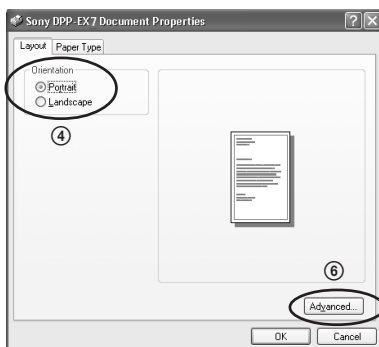 Sony DPP-EX7 Document Properties
Layout Paper Type
Orientation
Portrait
Landscape
④
⑥
Advanced...
OK Cancel